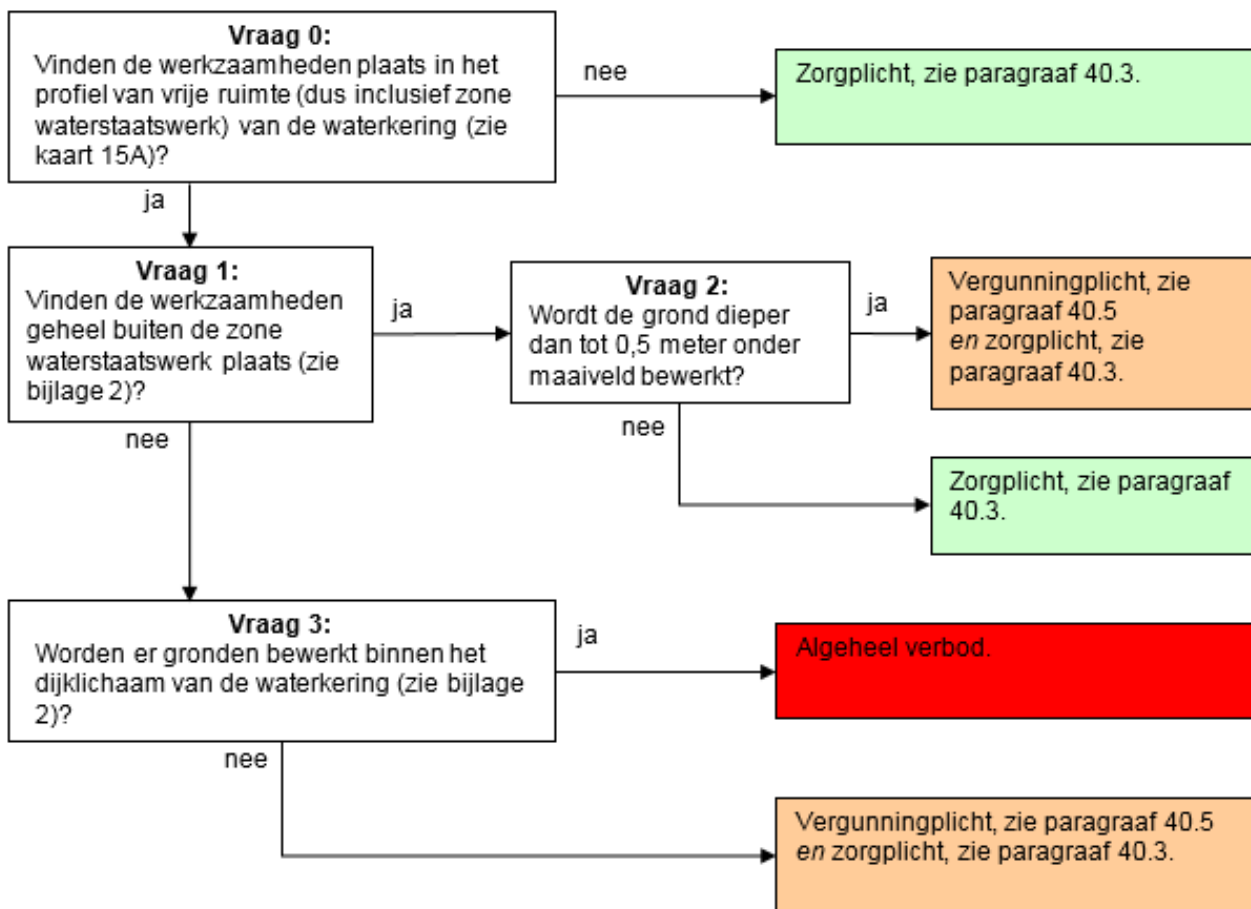 Vraag 0:
Vinden de werkzaamheden plaats in het
profiel van vrije ruimte (dus inclusief zone
waterstaatswerk) van de waterkering (zie
kaart 15A)?
nee
Zorgplicht, zie paragraaf 40.3.
ja
Vraag 1:
Vinden de werkzaamheden
geheel buiten de zone
waterstaatswerk plaats (zie
bijlage 2)?
ja
Vraag 2:
Wordt de grond dieper
dan tot 0,5 meter onder
maaiveld bewerkt?
ja
Vergunningplicht, zie
paragraaf 40.5
en zorgplicht, zie
paragraaf 40.3.
nee
nee
Zorgplicht, zie paragraaf
40.3.
Vraag 3:
Worden er gronden bewerkt binnen het
dijklichaam van de waterkering (zie bijlage
2)?
ja
Algeheel verbod.
nee
Vergunningplicht, zie paragraaf 40.5
en zorgplicht, zie paragraaf 40.3.